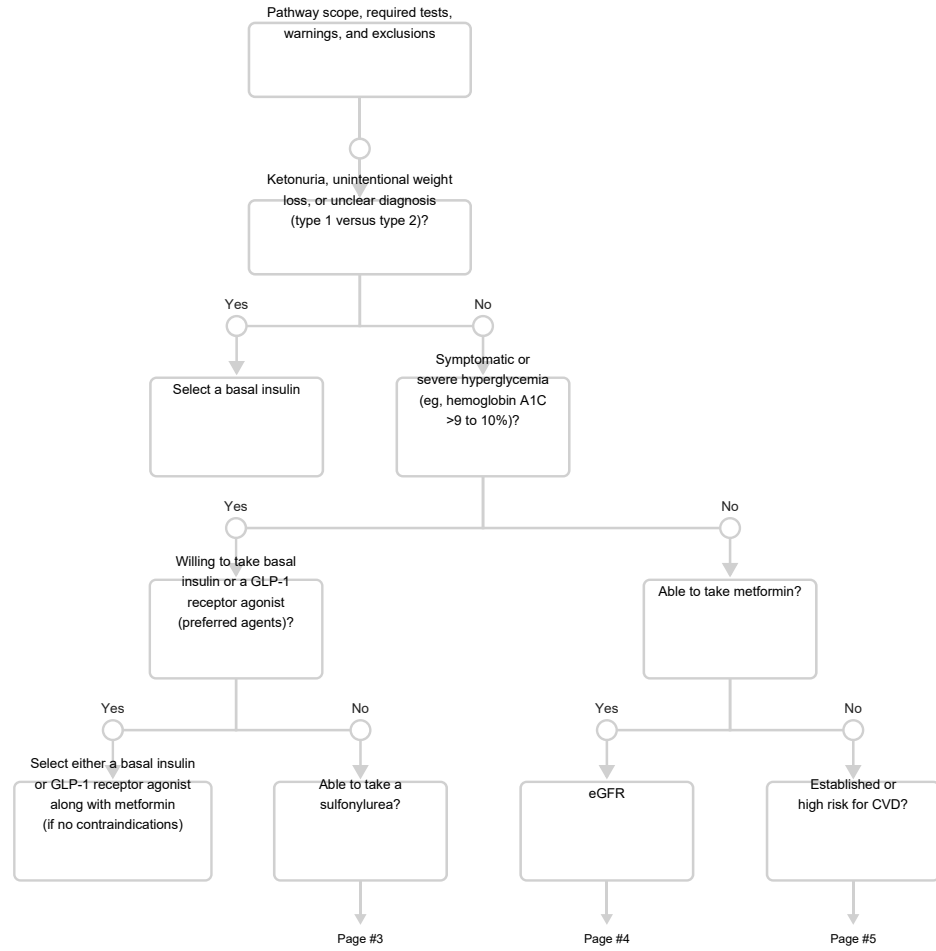 Pathway scope, required tests,
warnings, and exclusions
Ketonuria, unintentional weight
loss, or unclear diagnosis
(type 1 versus type 2)?
Yes
No
Select a basal insulin
Symptomatic or
severe hyperglycemia
(eg, hemoglobin A1C
>9 to 10%)?
Yes
No
Willing to take basal
insulin or a GLP-1
receptor agonist
(preferred agents)?
Able to take metformin?
Yes
No
Yes
No
Select either a basal insulin
or GLP-1 receptor agonist
along with metformin
(if no contraindications)
Able to take a
sulfonylurea?
eGFR
Established or
high risk for CVD?
Page #3
Page #4
Page #5